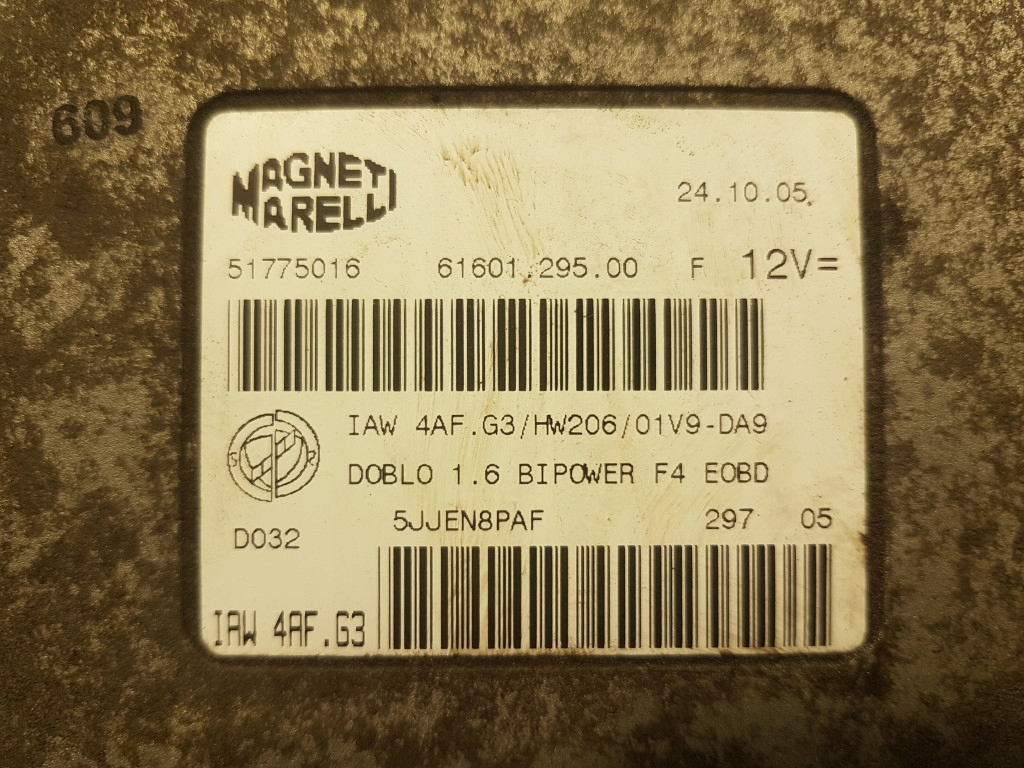 609
MAGNETI
MARELLI
24.10.05.
51775016 61601.295.00 F 12V=
IAW 4AF.G3/HW206/01V9-DA9
S R
DOBLO 1.6 BIPOWER F4 EOBD
5JJEN8PAF 297 05
D032
IAW 4AF.G3